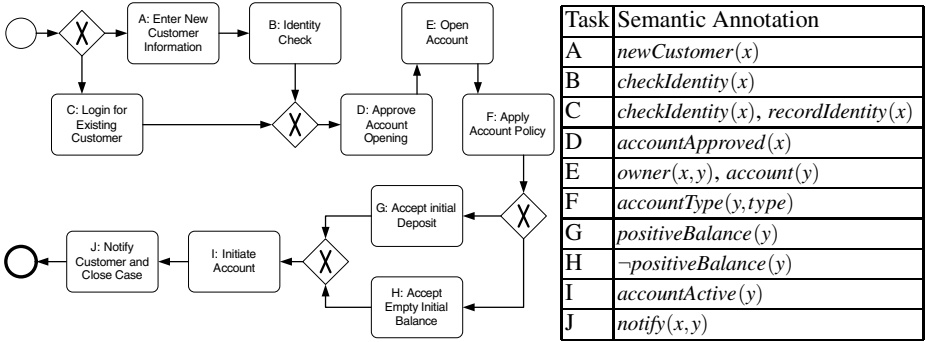 A: Enter New
Customer
Information
B: Identity
Check
E: Open
Account
C: Login for
Existing
Customer
D: Approve
Account
Opening
F: Apply
Account Policy
G: Accept initial
Deposit
J: Notify
Customer and
Close Case
I: Initiate
Account
H: Accept
Empty Initial
Balance
X
X
X
X
Task Semantic Annotation
A newCustomer(x)
B checkIdentity(x)
C checkIdentity(x), recordIdentity(x)
D accountApproved(x)
E owner(x,y), account(y)
F accountType(y,type)
G positiveBalance(y)
H ¬positiveBalance(y)
I accountActive(y)
J notify(x,y)